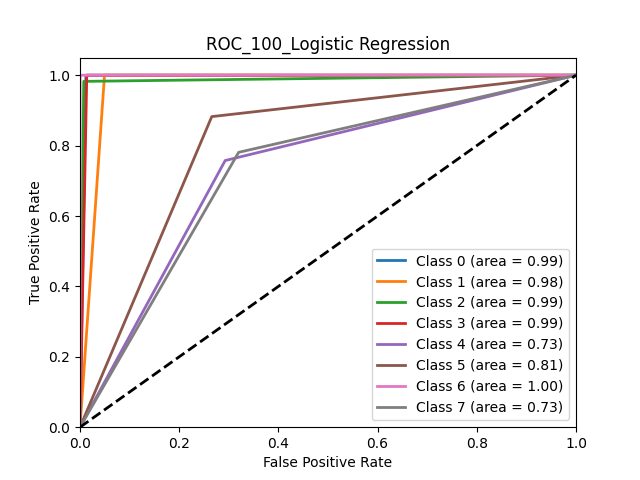 ROC_100_Logistic Regression
True Positive Rate
1.0
0.8
0.6
0.4
0.2
0.0
Class 0 (area = 0.99)
Class 1 (area = 0.98)
Class 2 (area = 0.99)
Class 3 (area = 0.99)
Class 4 (area = 0.73)
Class 5 (area = 0.81)
Class 6 (area = 1.00)
Class 7 (area = 0.73)
0.0 0.2 0.4 0.6 0.8 1.0
False Positive Rate